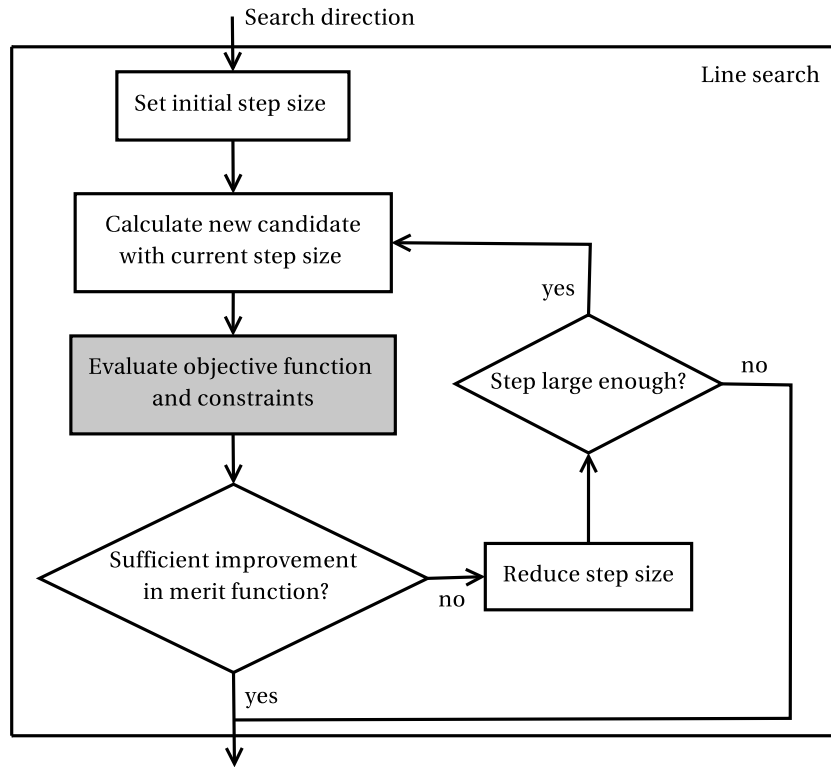 Search direction
Line search
Set initial step size
Calculate new candidate
with current step size
yes
Evaluate objective function
and constraints
Step large enough?
no
Sufficient improvement
in merit function?
no
Reduce step size
yes